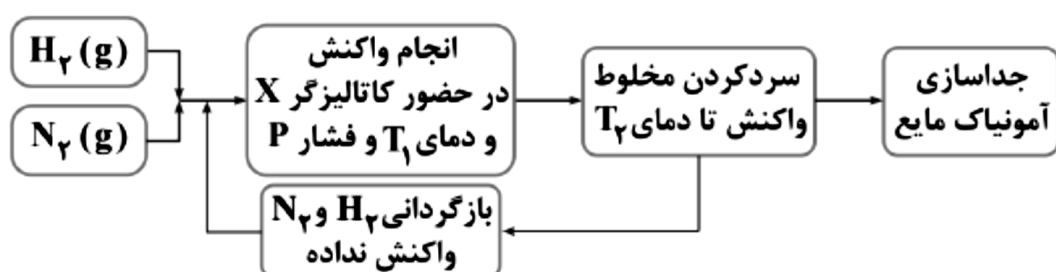 H۲ (g)
N۲ (g)
انجام واکنش
در حضور کاتالیزگر X
و دمای T۱ و فشار P
سردکردن مخلوط
واکنش تا دمای T۲
جداسازی
آمونیاک مایع
بازگردانی H۲ و N۲
واکنش نداده